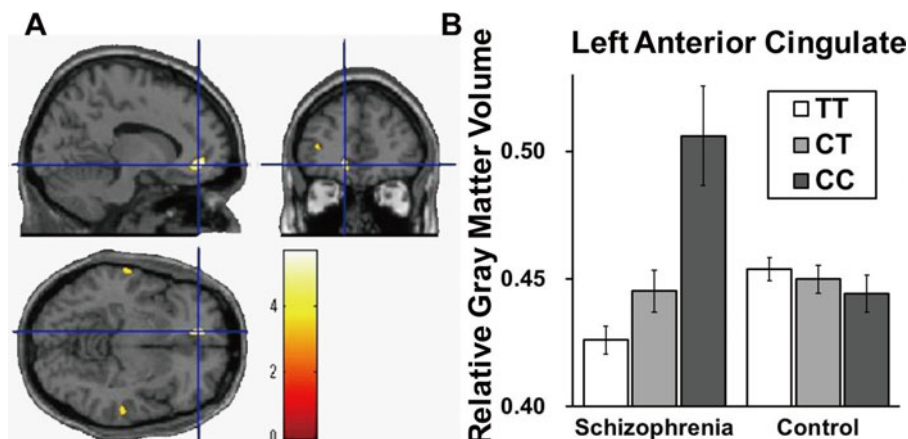 A
B
Left Anterior Cingulate
Relative Gray Matter Volume
0.50
0.45
0.40
TT
CT
CC
Schizophrenia
Control
4
2
0